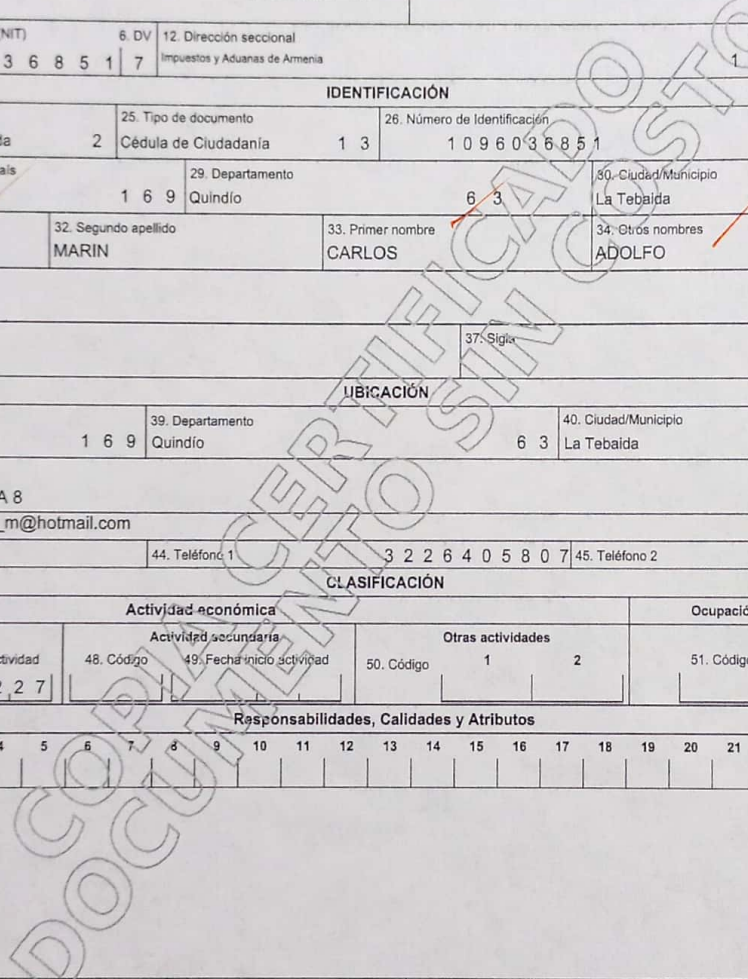 NIT)
6. DV
12. Dirección seccional
3 6 8 5 1
7
Impuestos y Aduanas de Armenia
1
IDENTIFICACIÓN
25. Tipo de documento
26. Número de Identificación
2
Cédula de Ciudadanía
1 3
1 0 9 6 0 3 6 8 5 1
29. Departamento
30. Ciudad/Municipio
1 6 9
Quindío
6 3
La Tebaida
32. Segundo apellido
33. Primer nombre
34. Otros nombres
MARIN
CARLOS
ADOLFO
37. Sigla
UBICACIÓN
39. Departamento
40. Ciudad/Municipio
1 6 9
Quindío
6 3
La Tebaida
A 8
_m@hotmail.com
44. Teléfono 1
3 2 2 6 4 0 5 8 0 7
45. Teléfono 2
CLASIFICACIÓN
Actividad económica
Ocupació
Actividad secundaria
Otras actividades
tividad
48. Código
49. Fecha inicio actividad
50. Código
1
2
51. Códig
2 7
Responsabilidades, Calidades y Atributos
5 6 7 8 9 10 11 12 13 14 15 16 17 18 19 20 21
COPIA CERTIFICADO
DOCUMENTO SIN COSTO